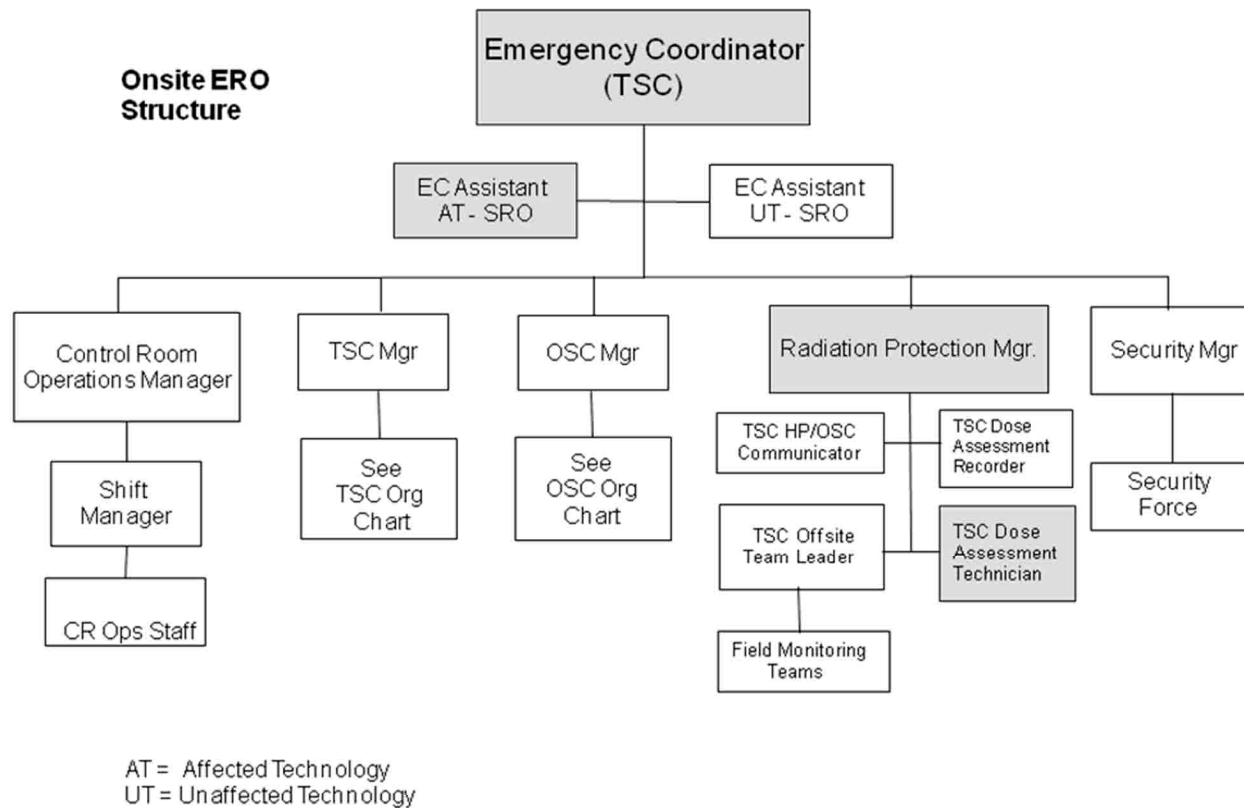 Onsite ERO
Structure
Emergency Coordinator
(TSC)
EC Assistant
AT - SRO
EC Assistant
UT - SRO
Control Room
Operations Manager
TSC Mgr
OSC Mgr
Radiation Protection Mgr.
Security Mgr
Shift
Manager
See
TSC Org
Chart
See
OSC Org
Chart
TSC HP/OSC
Communicator
TSC Dose
Assessment
Recorder
Security
Force
TSC Offsite
Team Leader
TSC Dose
Assessment
Technician
CR Ops Staff
Field Monitoring
Teams
AT = Affected Technology
UT = Unaffected Technology